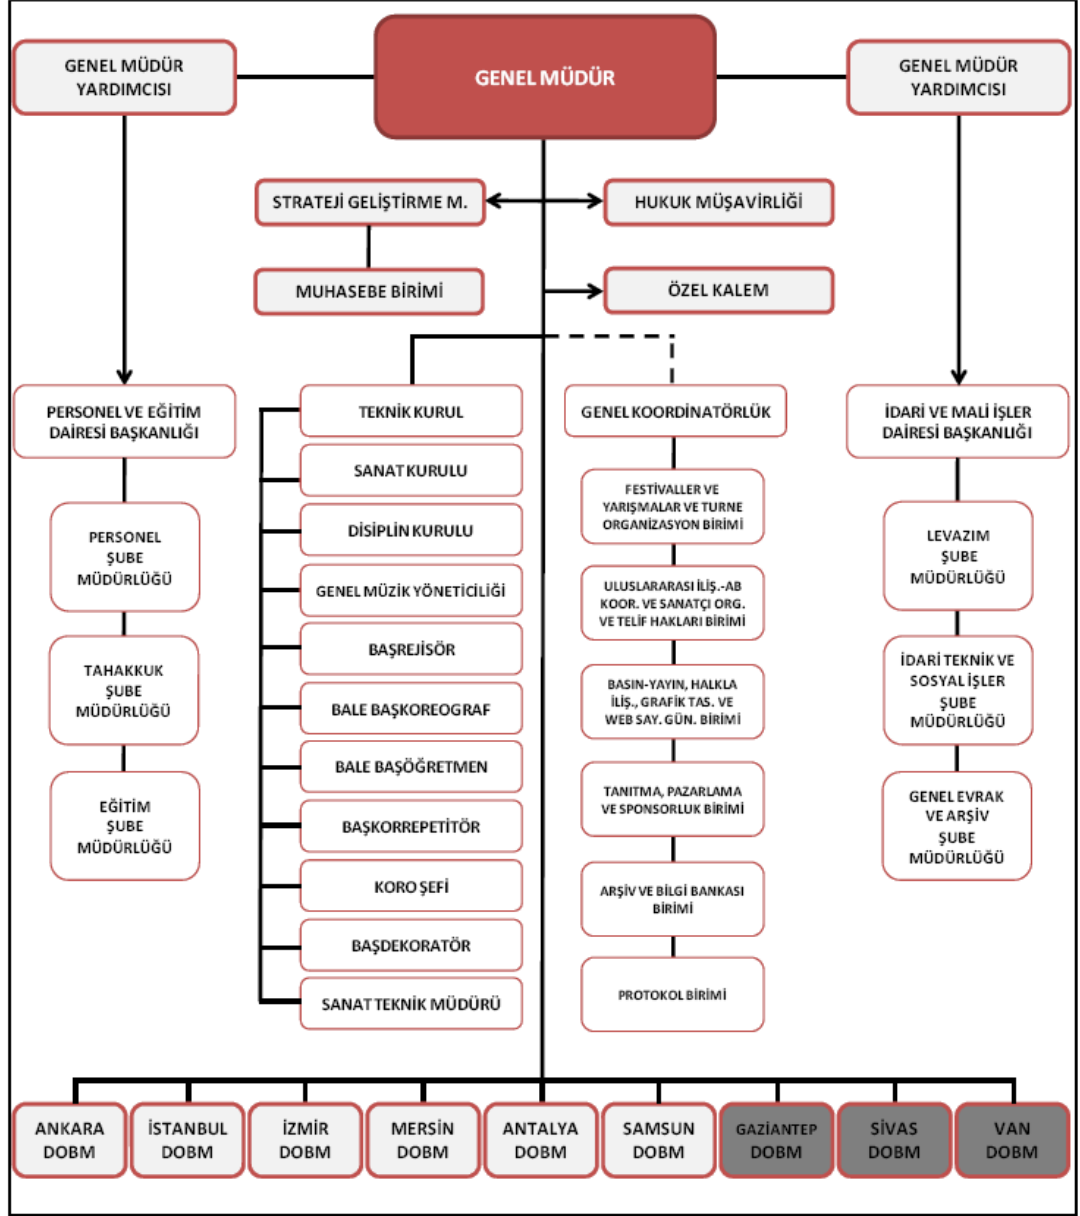 GENEL MÜDÜR
YARDIMCISI
GENEL MÜDÜR
GENEL MÜDÜR
YARDIMCISI
STRATEJİ GELİŞTİRME M.
HUKUK MÜŞAVİRLİĞİ
MUHASEBE BİRİMİ
ÖZEL KALEM
PERSONEL VE EĞİTİM
DAİRESİ BAŞKANLIĞI
PERSONEL
ŞUBE
MÜDÜRLÜĞÜ
TAHAKKUK
ŞUBE
MÜDÜRLÜĞÜ
EĞİTİM
ŞUBE
MÜDÜRLÜĞÜ
TEKNİK KURUL
SANAT KURULU
DİSİPLİN KURULU
GENEL MÜZİK YÖNETİCİLİĞİ
BAŞREJİSÖR
BALE BAŞKOREOGRAF
BALE BAŞÖĞRETMEN
BAŞKORREPETİTÖR
KORO ŞEFİ
BAŞDEKORATÖR
SANAT TEKNİK MÜDÜRÜ
GENEL KOORDİNATÖRLÜK
FESTİVALLER VE
YARIŞMALAR VE TURNE
ORGANİZASYON BİRİMİ
ULUSLARARASI İLİŞ.-AB
KOOR. VE SANATÇI ORG.
VE TELİF HAKLARI BİRİMİ
BASIN-YAYIN, HALKLA
İLİŞ., GRAFİK TAS. VE
WEB SAY. GÜN. BİRİMİ
TANITMA, PAZARLAMA
VE SPONSORLUK BİRİMİ
ARŞİV VE BİLGİ BANKASI
BİRİMİ
PROTOKOL BİRİMİ
İDARİ VE MALİ İŞLER
DAİRESİ BAŞKANLIĞI
LEVAZIM
ŞUBE
MÜDÜRLÜĞÜ
İDARİ TEKNİK VE
SOSYAL İŞLER
ŞUBE
MÜDÜRLÜĞÜ
GENEL EVRAK
VE ARŞİV
ŞUBE
MÜDÜRLÜĞÜ
ANKARA
DOBM
İSTANBUL
DOBM
İZMİR
DOBM
MERSİN
DOBM
ANTALYA
DOBM
SAMSUN
DOBM
GAZİANTEP
DOBM
SİVAS
DOBM
VAN
DOBM